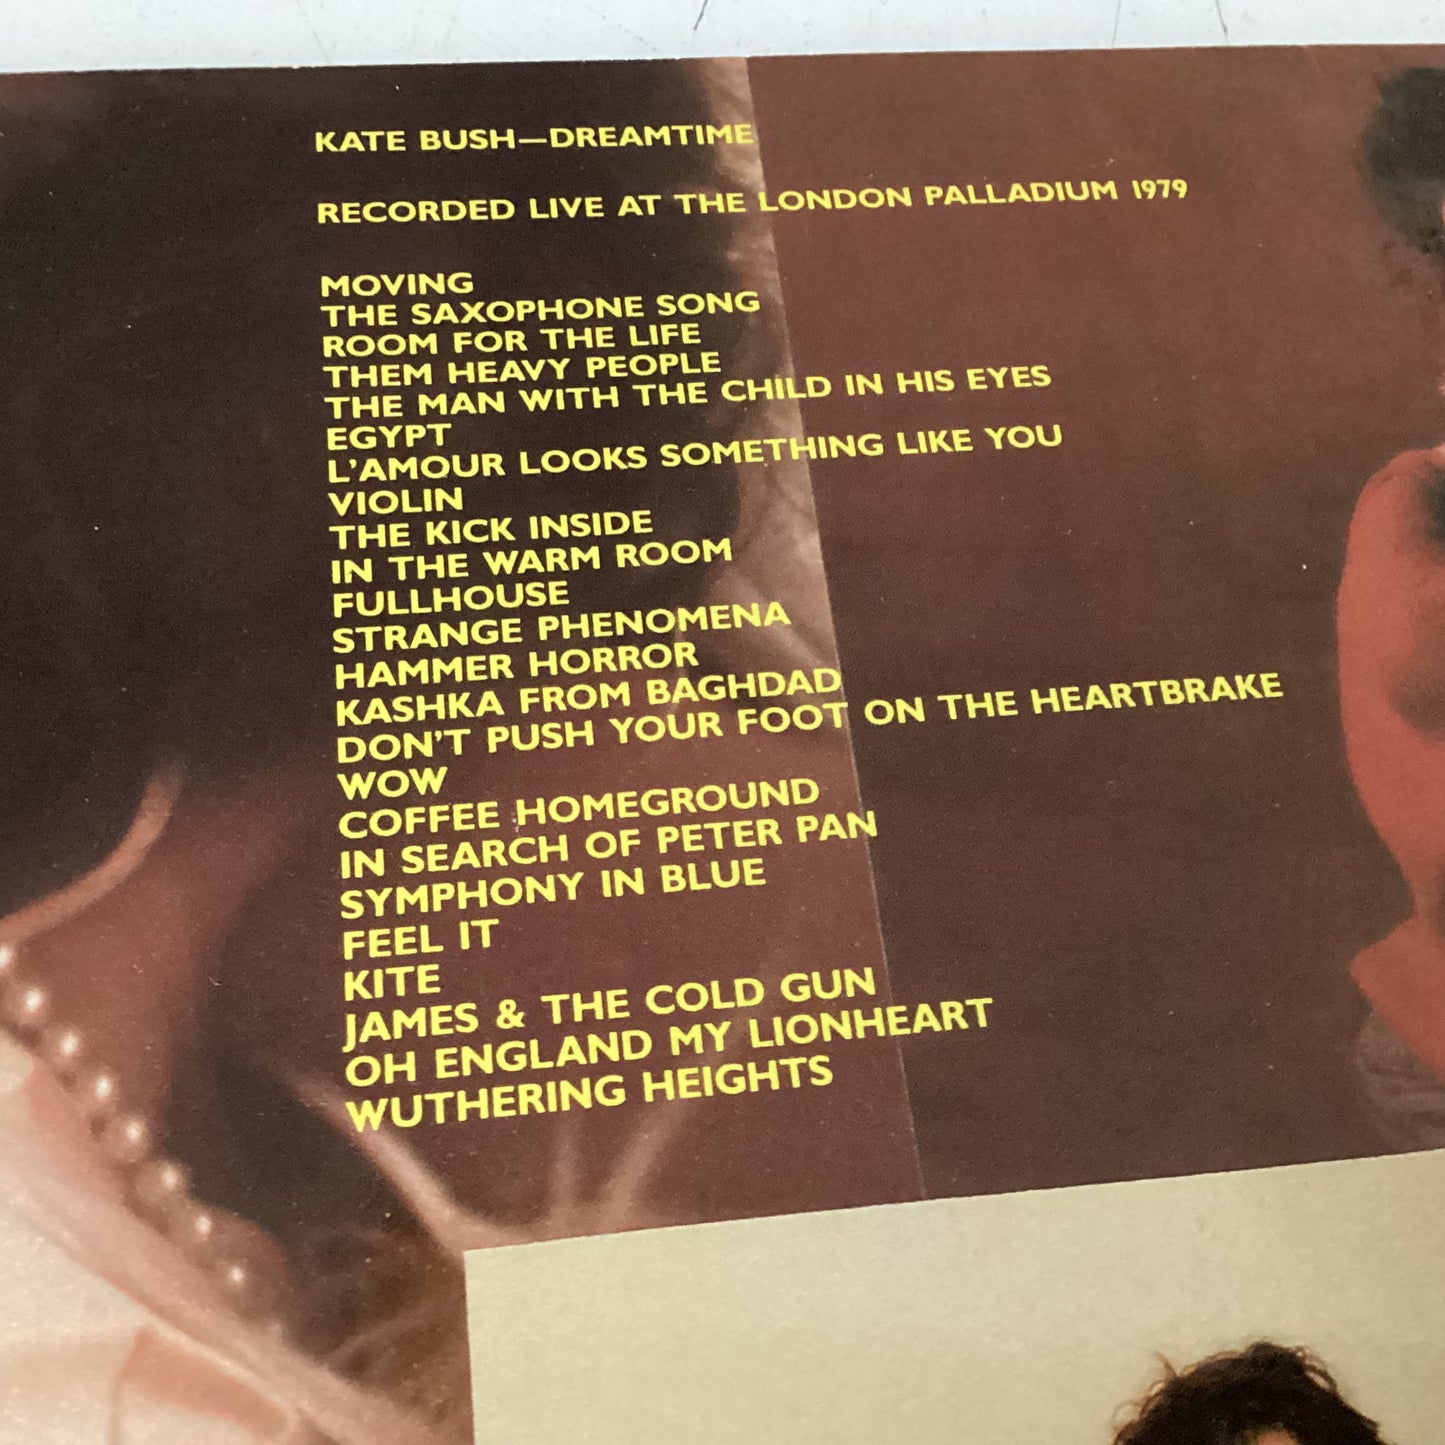 KATE BUSH—DREAMTIME
RECORDED LIVE AT THE LONDON PALLADIUM 1979
MOVING
THE SAXOPHONE SONG
ROOM FOR THE LIFE
THEM HEAVY PEOPLE
THE MAN WITH THE CHILD IN HIS EYES
EGYPT
L'AMOUR LOOKS SOMETHING LIKE YOU
VIOLIN
THE KICK INSIDE
IN THE WARM ROOM
FULLHOUSE
STRANGE PHENOMENA
HAMMER HORROR
KASHKA FROM BAGHDAD
DON'T PUSH YOUR FOOT ON THE HEARTBRAKE
WOW
COFFEE HOMEGROUND
IN SEARCH OF PETER PAN
SYMPHONY IN BLUE
FEEL IT
KITE
JAMES & THE COLD GUN
OH ENGLAND MY LIONHEART
WUTHERING HEIGHTS